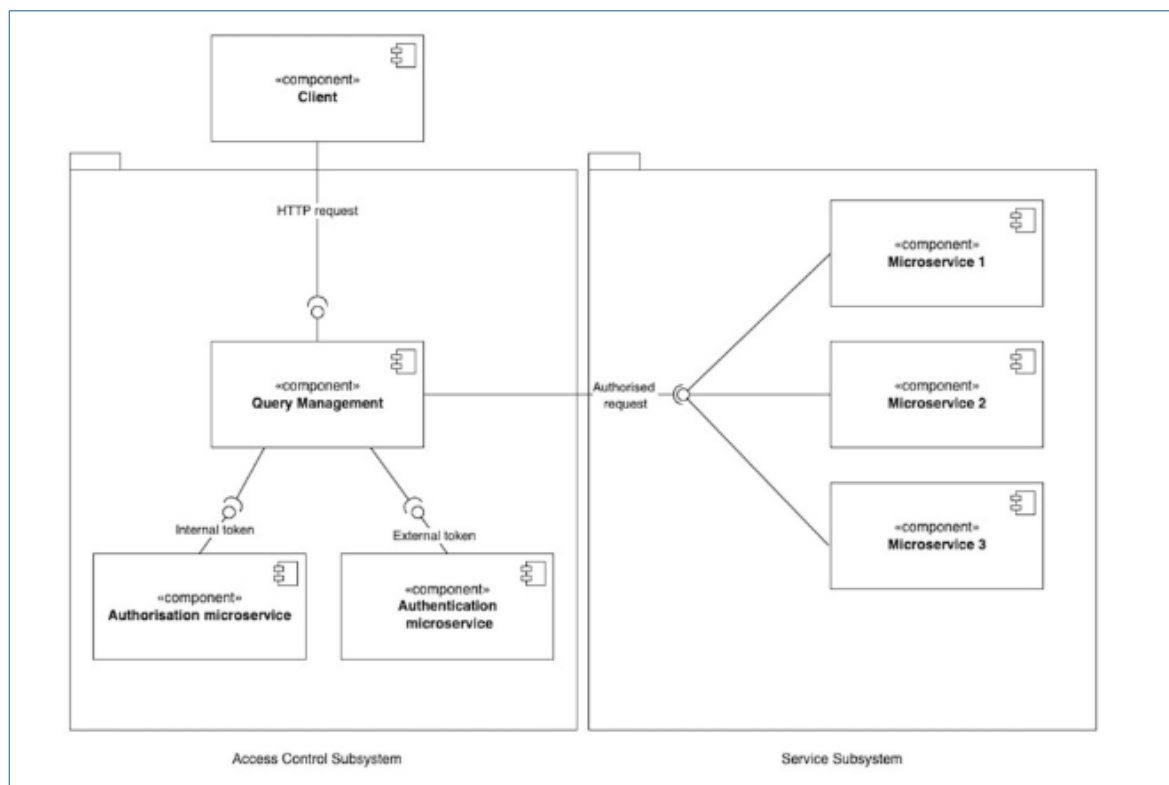 «component»
Client
HTTP request
«component»
Query Management
Internal token
External token
«component»
Authorisation microservice
«component»
Authentication
microservice
Authorised
request
«component»
Microservice 1
«component»
Microservice 2
«component»
Microservice 3
Access Control Subsystem
Service Subsystem